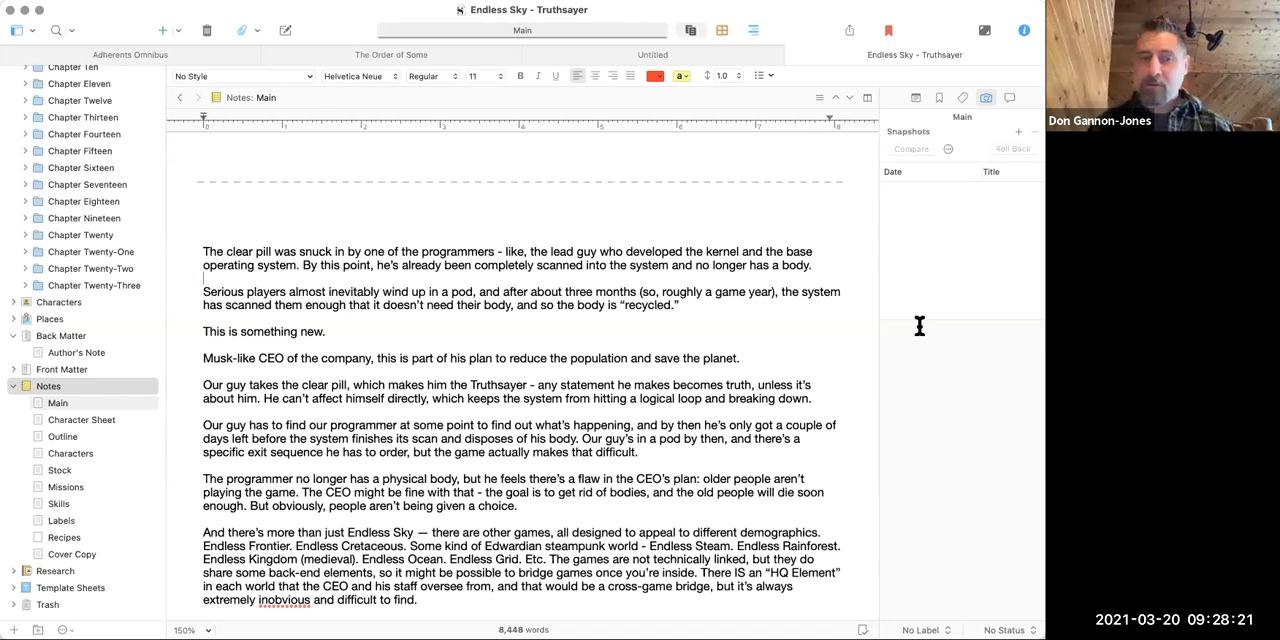 Endless Sky - Truthsayer
Main
Adherents Omnibus
The Order of Some
Untitled
Endless Sky - Truthsayer
No Style
Helvetica Neue
Regular
11
B
I
U
a
1.0
Notes: Main
0 1 2 3 4 5 6 7 8
Chapter Ten
Chapter Eleven
Chapter Twelve
Chapter Thirteen
Chapter Fourteen
Chapter Fifteen
Chapter Sixteen
Chapter Seventeen
Chapter Eighteen
Chapter Nineteen
Chapter Twenty
Chapter Twenty-One
Chapter Twenty-Two
Chapter Twenty-Three
Characters
Places
Back Matter
Author's Note
Front Matter
Notes
Main
Character Sheet
Outline
Characters
Stock
Missions
Skills
Labels
Recipes
Cover Copy
Research
Template Sheets
Trash
The clear pill was snuck in by one of the programmers - like, the lead guy who developed the kernel and the base
operating system. By this point, he’s already been completely scanned into the system and no longer has a body.
Serious players almost inevitably wind up in a pod, and after about three months (so, roughly a game year), the system
has scanned them enough that it doesn’t need their body, and so the body is “recycled.”
This is something new.
Musk-like CEO of the company, this is part of his plan to reduce the population and save the planet.
Our guy takes the clear pill, which makes him the Truthsayer - any statement he makes becomes truth, unless it’s
about him. He can’t affect himself directly, which keeps the system from hitting a logical loop and breaking down.
Our guy has to find our programmer at some point to find out what’s happening, and by then he’s only got a couple of
days left before the system finishes its scan and disposes of his body. Our guy’s in a pod by then, and there’s a
specific exit sequence he has to order, but the game actually makes that difficult.
The programmer no longer has a physical body, but he feels there’s a flaw in the CEO’s plan: older people aren’t
playing the game. The CEO might be fine with that - the goal is to get rid of bodies, and the old people will die soon
enough. But obviously, people aren’t being given a choice.
And there’s more than just Endless Sky — there are other games, all designed to appeal to different demographics.
Endless Frontier. Endless Cretaceous. Some kind of Edwardian steampunk world - Endless Steam. Endless Rainforest.
Endless Kingdom (medieval). Endless Ocean. Endless Grid. Etc. The games are not technically linked, but they do
share some back-end elements, so it might be possible to bridge games once you’re inside. There IS an “HQ Element”
in each world that the CEO and his staff oversee from, and that would be a cross-game bridge, but it’s always
extremely inobvious and difficult to find.
150%
8,448 words
Main
Snapshots
Compare
Roll Back
Date
Title
No Label
No Status
Don Gannon-Jones
2021-03-20 09:28:21